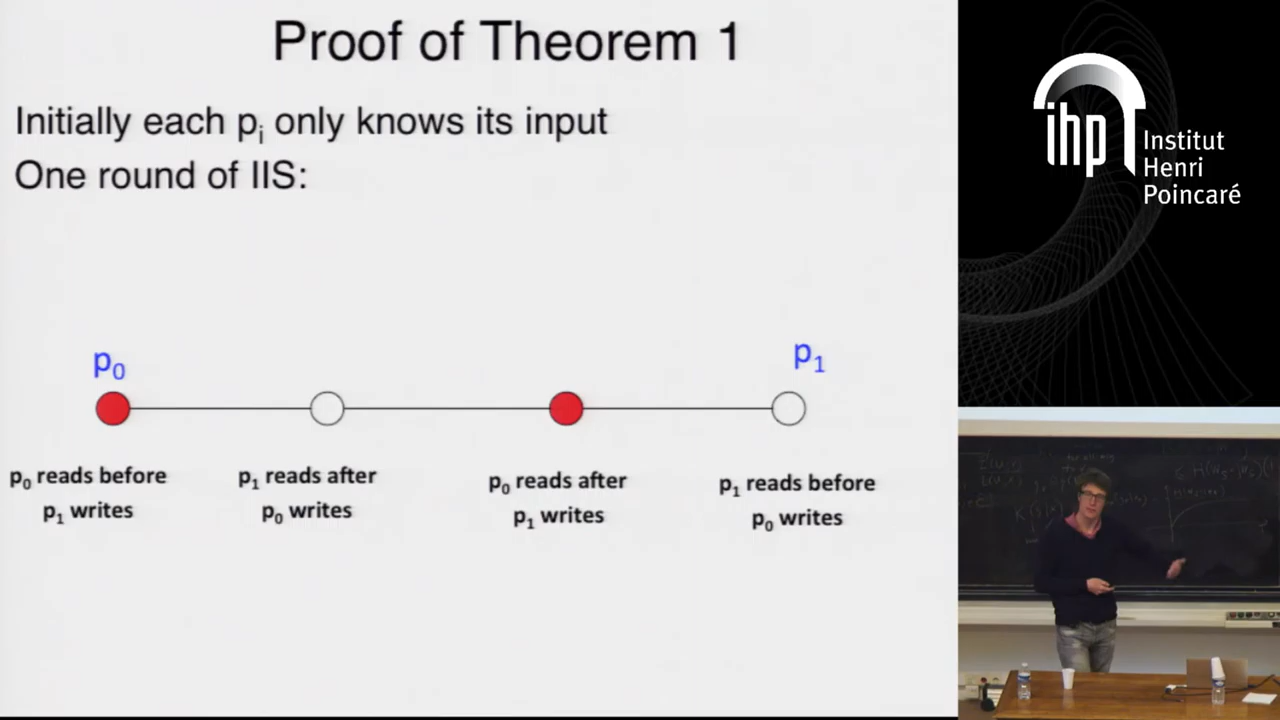 Proof of Theorem 1
Initially each pi only knows its input
One round of IIS:
p0
p1
p0 reads before
p1 writes
p1 reads after
p0 writes
p0 reads after
p1 writes
p1 reads before
p0 writes
ihp
Institut
Henri
Poincaré